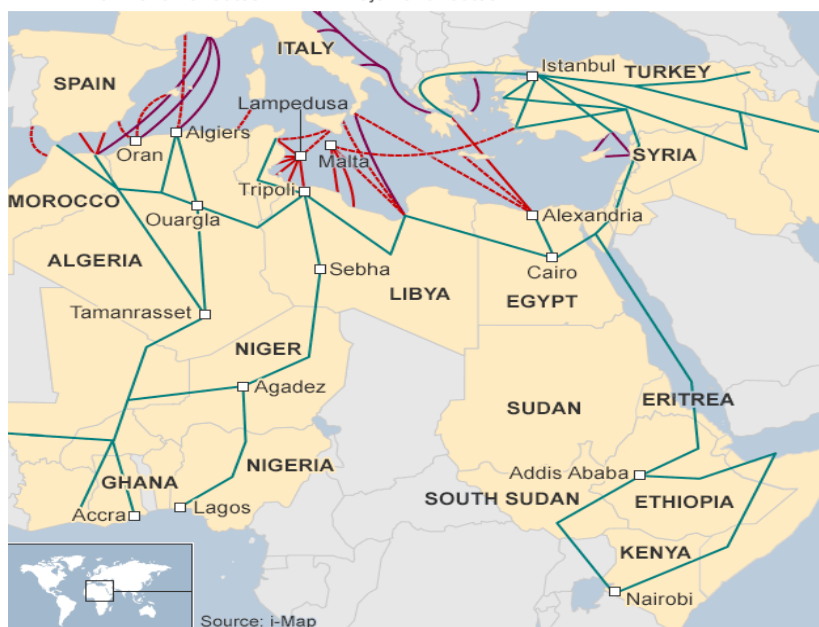 ITALY
SPAIN
Istanbul
TURKEY
Lampedusa
Algiers
Oran
Malta
SYRIA
Tripoli
MOROCCO
Ouargla
Alexandria
ALGERIA
Sebha
Cairo
LIBYA
EGYPT
Tamanrasset
NIGER
Agadez
SUDAN
ERITREA
NIGERIA
Addis Ababa
GHANA
SOUTH SUDAN
ETHIOPIA
Accra
Lagos
KENYA
Nairobi
Source: i-Map